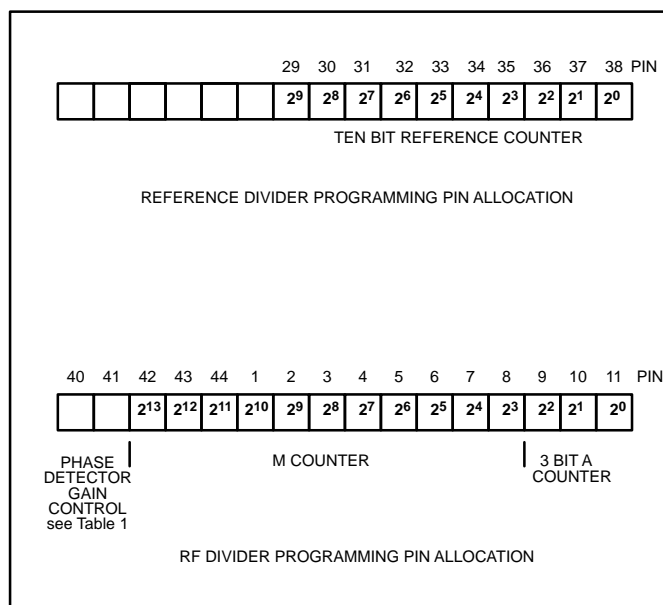 29 30 31 32 33 34 35 36 37 38 PIN
2⁹ 2⁸ 2⁷ 2⁶ 2⁵ 2⁴ 2³ 2² 2¹ 2⁰
TEN BIT REFERENCE COUNTER
REFERENCE DIVIDER PROGRAMMING PIN ALLOCATION
40 41 42 43 44 1 2 3 4 5 6 7 8 9 10 11 PIN
2¹³ 2¹² 2¹¹ 2¹⁰ 2⁹ 2⁸ 2⁷ 2⁶ 2⁵ 2⁴ 2³ 2² 2¹ 2⁰
PHASE
DETECTOR
GAIN
CONTROL
see Table 1
M COUNTER
3 BIT A
COUNTER
RF DIVIDER PROGRAMMING PIN ALLOCATION